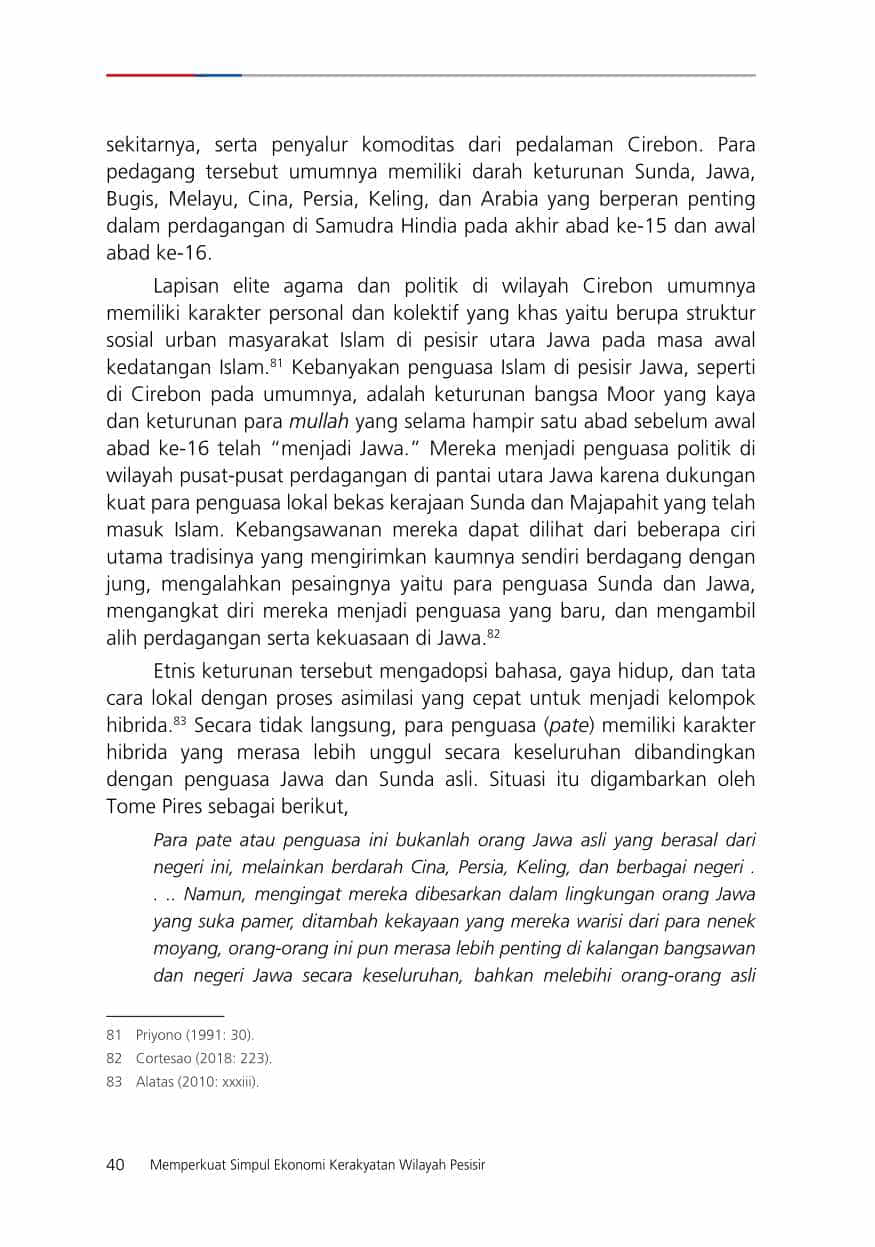 sekitarnya, serta penyalur komoditas dari pedalaman Cirebon. Para
pedagang tersebut umumnya memiliki darah keturunan Sunda, Jawa,
Bugis, Melayu, Cina, Persia, Keling, dan Arabia yang berperan penting
dalam perdagangan di Samudra Hindia pada akhir abad ke-15 dan awal
abad ke-16.
Lapisan elite agama dan politik di wilayah Cirebon umumnya
memiliki karakter personal dan kolektif yang khas yaitu berupa struktur
sosial urban masyarakat Islam di pesisir utara Jawa pada masa awal
kedatangan Islam.81 Kebanyakan penguasa Islam di pesisir Jawa, seperti
di Cirebon pada umumnya, adalah keturunan bangsa Moor yang kaya
dan keturunan para mullah yang selama hampir satu abad sebelum awal
abad ke-16 telah “menjadi Jawa.” Mereka menjadi penguasa politik di
wilayah pusat-pusat perdagangan di pantai utara Jawa karena dukungan
kuat para penguasa lokal bekas kerajaan Sunda dan Majapahit yang telah
masuk Islam. Kebangsawanan mereka dapat dilihat dari beberapa ciri
utama tradisinya yang mengirimkan kaumnya sendiri berdagang dengan
jung, mengalahkan pesaingnya yaitu para penguasa Sunda dan Jawa,
mengangkat diri mereka menjadi penguasa yang baru, dan mengambil
alih perdagangan serta kekuasaan di Jawa.82
Etnis keturunan tersebut mengadopsi bahasa, gaya hidup, dan tata
cara lokal dengan proses asimilasi yang cepat untuk menjadi kelompok
hibrida.83 Secara tidak langsung, para penguasa (pate) memiliki karakter
hibrida yang merasa lebih unggul secara keseluruhan dibandingkan
dengan penguasa Jawa dan Sunda asli. Situasi itu digambarkan oleh
Tome Pires sebagai berikut,
Para pate atau penguasa ini bukanlah orang Jawa asli yang berasal dari
negeri ini, melainkan berdarah Cina, Persia, Keling, dan berbagai negeri .
. .. Namun, mengingat mereka dibesarkan dalam lingkungan orang Jawa
yang suka pamer, ditambah kekayaan yang mereka warisi dari para nenek
moyang, orang-orang ini pun merasa lebih penting di kalangan bangsawan
dan negeri Jawa secara keseluruhan, bahkan melebihi orang-orang asli
81 Priyono (1991: 30).
82 Cortesao (2018: 223).
83 Alatas (2010: xxxiii).
40 Memperkuat Simpul Ekonomi Kerakyatan Wilayah Pesisir